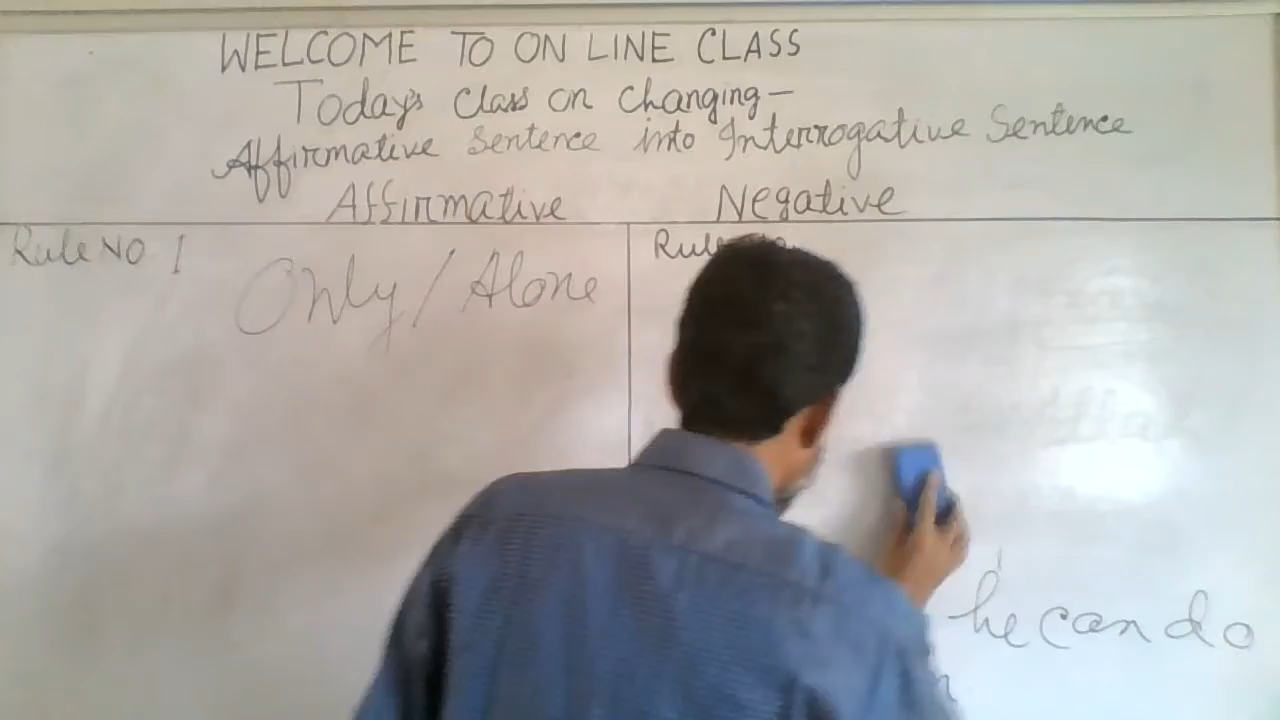 WELCOME TO ON LINE CLASS
Today's Class on Changing—
Affirmative Sentence into Interrogative Sentence
Affirmative Negative
Rule NO 1
Only/Alone
he can do